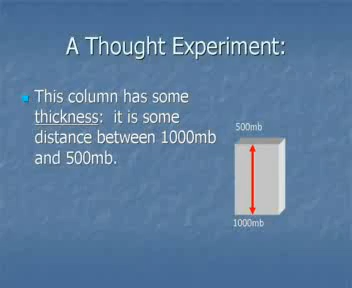 A Thought Experiment:
This column has some
thickness: it is some
distance between 1000mb
and 500mb.
500mb
1000mb